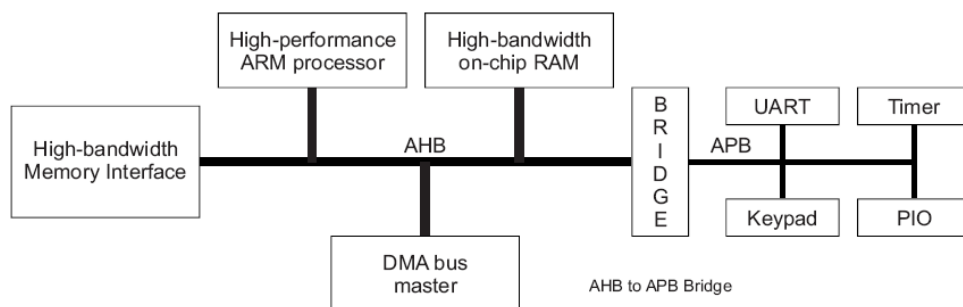 High-performance
ARM processor
High-bandwidth
on-chip RAM
High-bandwidth
Memory Interface
AHB
B
R
I
D
G
E
APB
UART
Timer
Keypad
PIO
DMA bus
master
AHB to APB Bridge